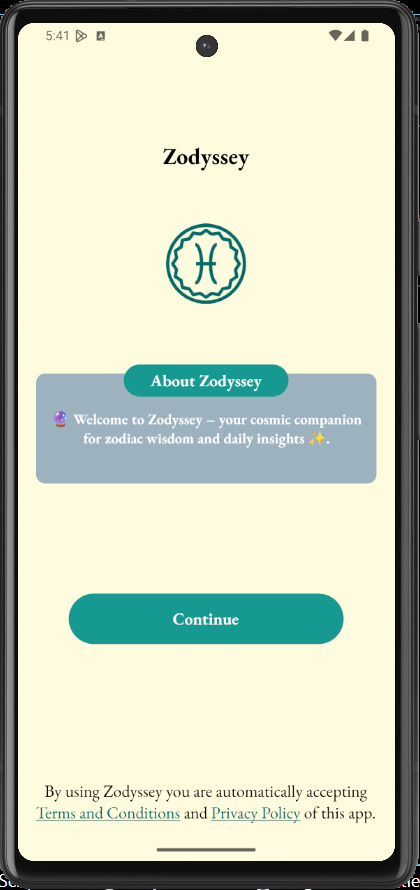 5:41
Zodyssey
About Zodyssey
🔮 Welcome to Zodyssey – your cosmic companion
for zodiac wisdom and daily insights ✨.
Continue
By using Zodyssey you are automatically accepting
Terms and Conditions and Privacy Policy of this app.